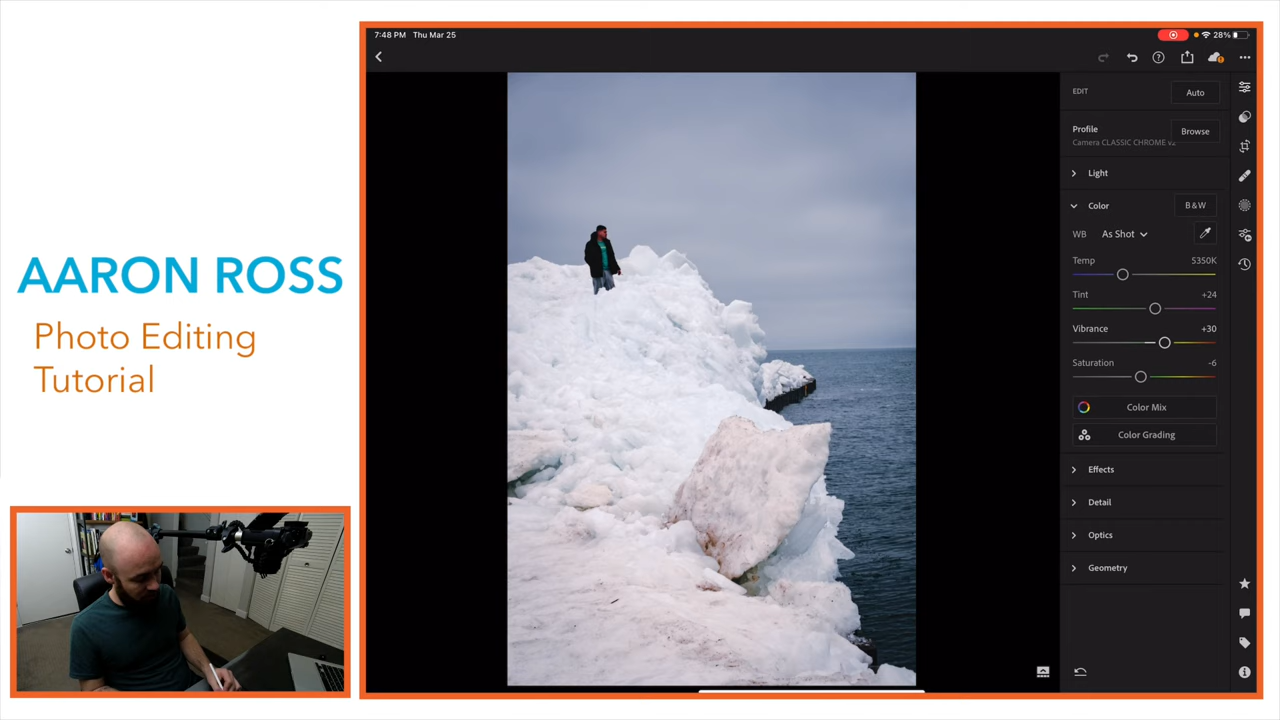 7:48 PM Thu Mar 25
28%
EDIT
Auto
Profile
Browse
Camera CLASSIC CHROME v2
Light
Color
B&W
WB As Shot
Temp 5350K
Tint +24
Vibrance +30
Saturation -6
Color Mix
Color Grading
Effects
Detail
Optics
Geometry
AARON ROSS
Photo Editing
Tutorial